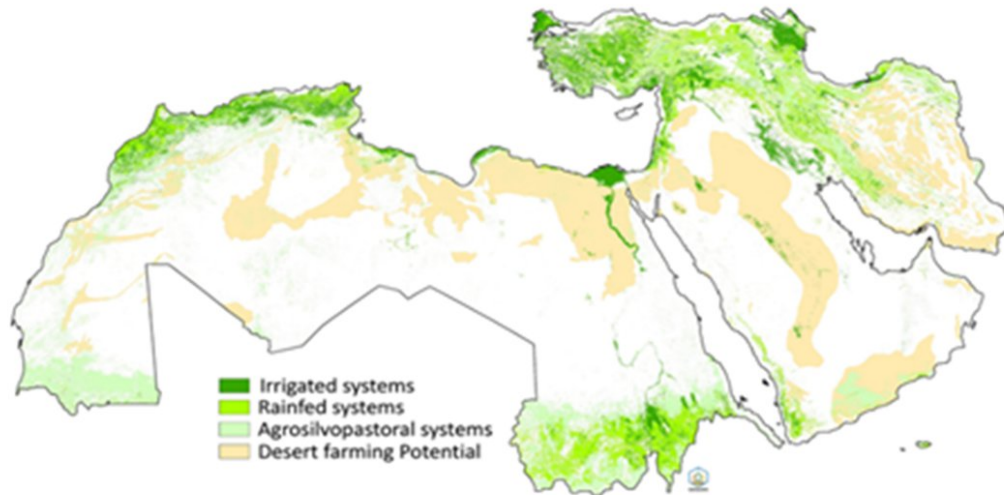 Irrigated systems
Rainfed systems
Agrosilvopastoral systems
Desert farming Potential